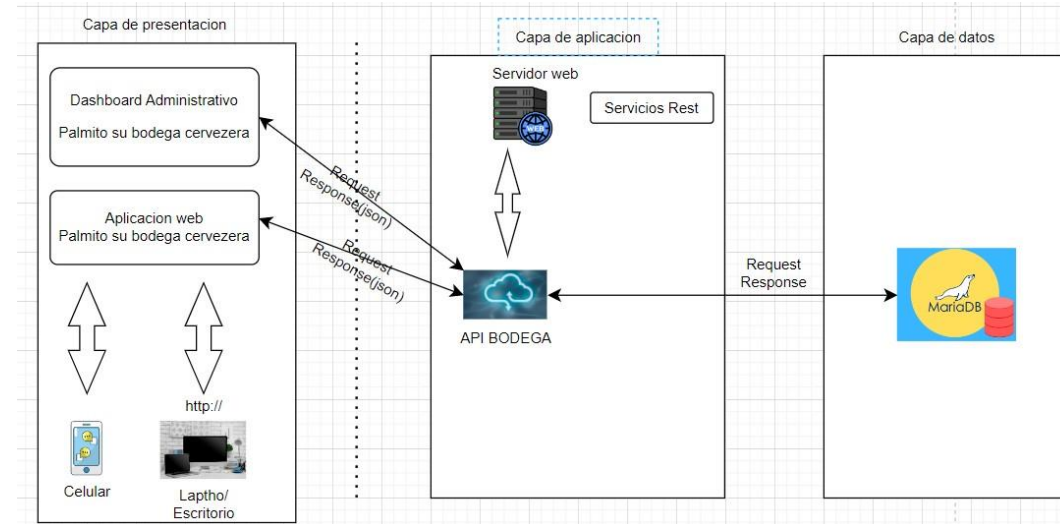 Capa de presentacion
Dashboard Administrativo
Palmito su bodega cervezera
Aplicacion web
Palmito su bodega cervezera
http://
Celular
Laptho/
Escritorio
Request
Response(json)
Request
Response(json)
Capa de aplicacion
Servidor web
WEB
Servicios Rest
API BODEGA
Request
Response
Capa de datos
MariaDB